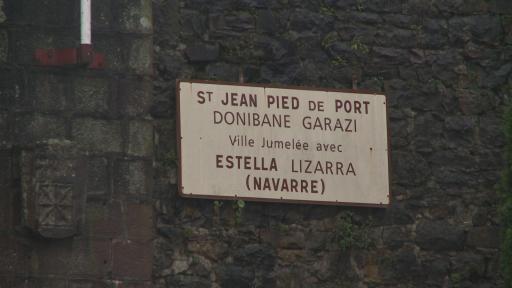 ST JEAN PIED DE PORT
DONIBANE GARAZI
Ville Jumelée avec
ESTELLA LIZARRA
(NAVARRE)